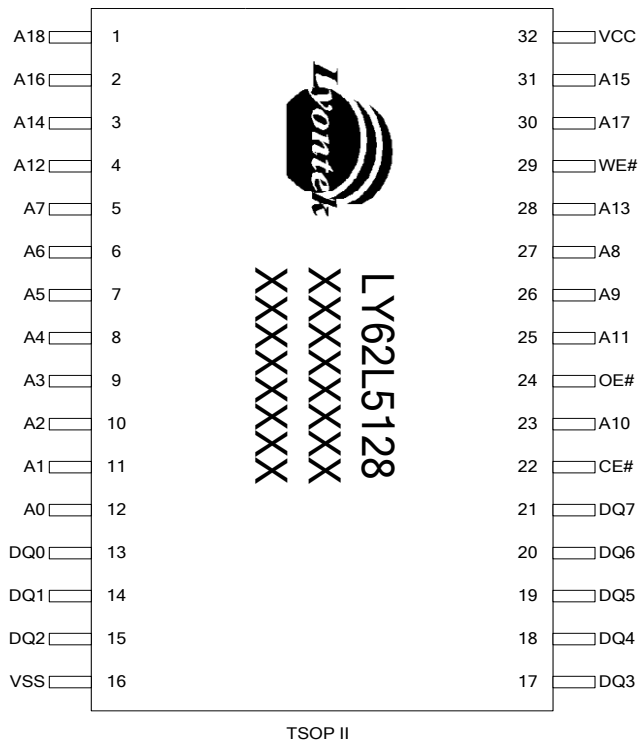 A18 1 32 VCC
A16 2 31 A15
A14 3 30 A17
A12 4 29 WE#
A7 5 28 A13
A6 6 27 A8
A5 7 26 A9
A4 8 25 A11
A3 9 24 OE#
A2 10 23 A10
A1 11 22 CE#
A0 12 21 DQ7
DQ0 13 20 DQ6
DQ1 14 19 DQ5
DQ2 15 18 DQ4
VSS 16 17 DQ3
Lyontek
LY62L5128
XXXXXXXX
XXXXXXXX
TSOP II